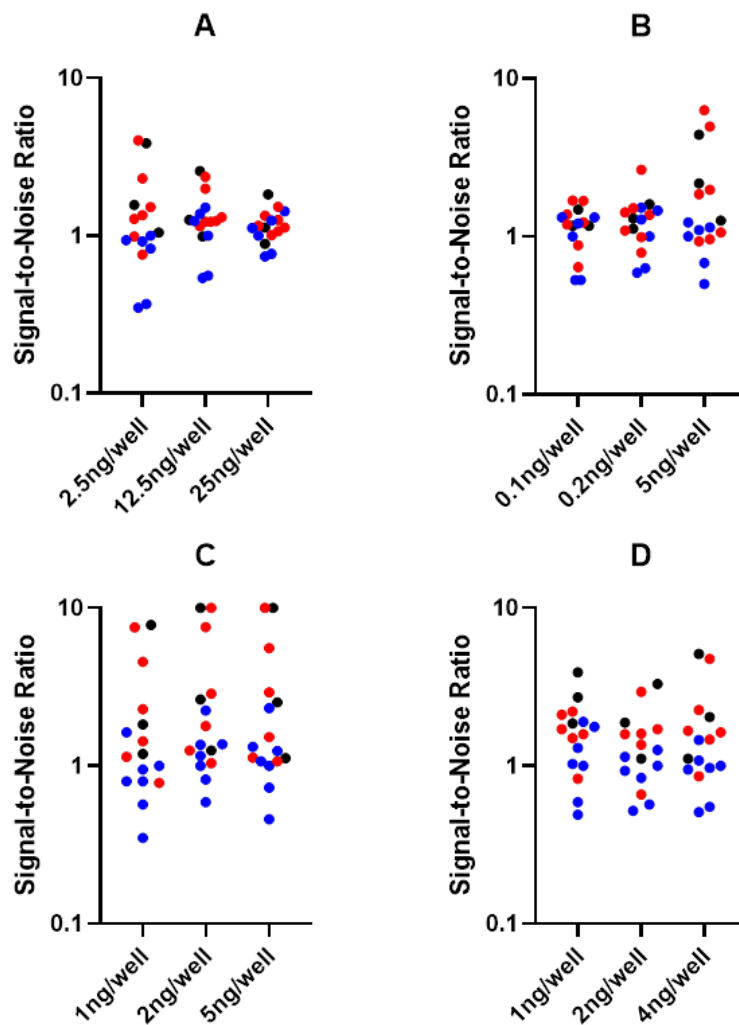 A
Signal-to-Noise Ratio
10
1
0.1
2.5ng/well
12.5ng/well
25ng/well
B
Signal-to-Noise Ratio
10
1
0.1
0.1ng/well
0.2ng/well
5ng/well
C
Signal-to-Noise Ratio
10
1
0.1
1ng/well
2ng/well
5ng/well
D
Signal-to-Noise Ratio
10
1
0.1
1ng/well
2ng/well
4ng/well